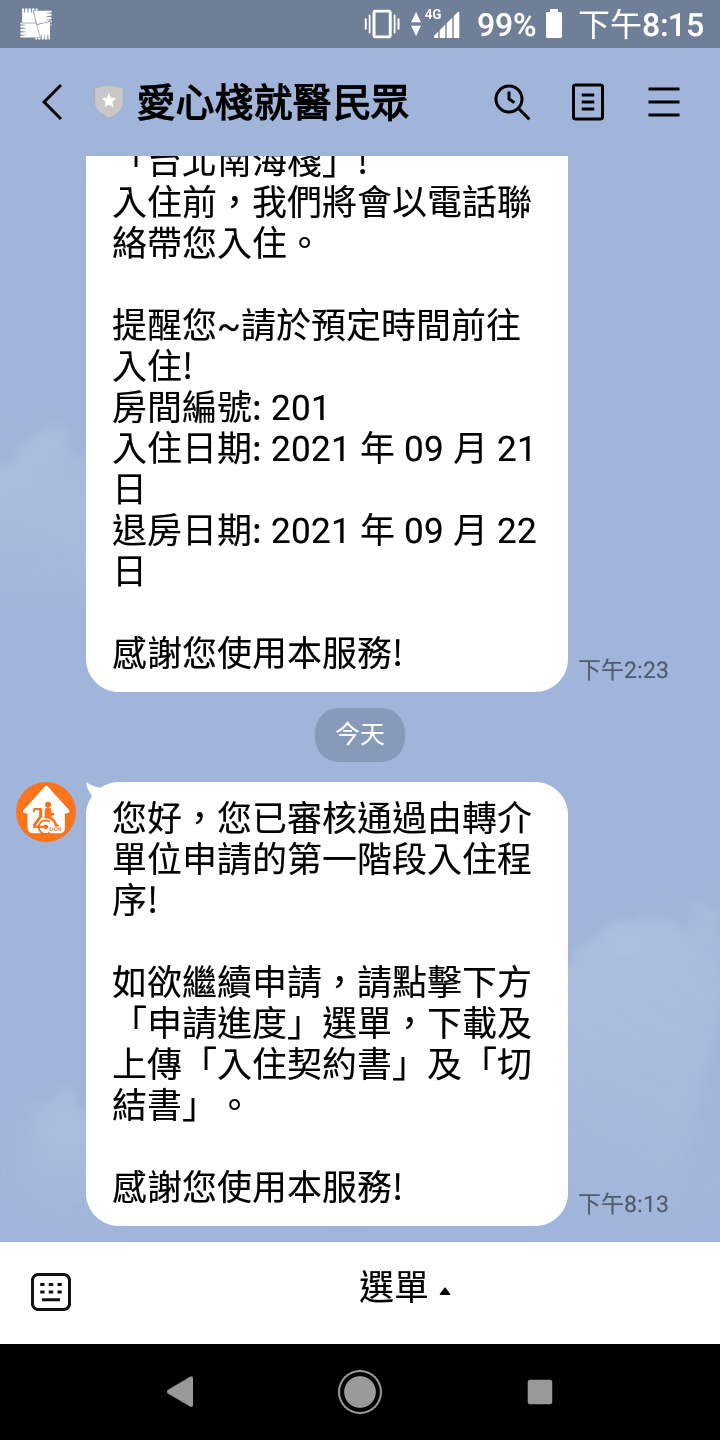 4G 99% 下午8:15
愛心棧就醫民眾
「台北南海棧」!
入住前，我們將會以電話聯
絡帶您入住。
提醒您~請於預定時間前往
入住!
房間編號: 201
入住日期: 2021 年 09 月 21
日
退房日期: 2021 年 09 月 22
日
感謝您使用本服務!
下午2:23
今天
您好，您已審核通過由轉介
單位申請的第一階段入住程
序!
如欲繼續申請，請點擊下方
「申請進度」選單，下載及
上傳「入住契約書」及「切
結書」。
感謝您使用本服務!
下午8:13
選單